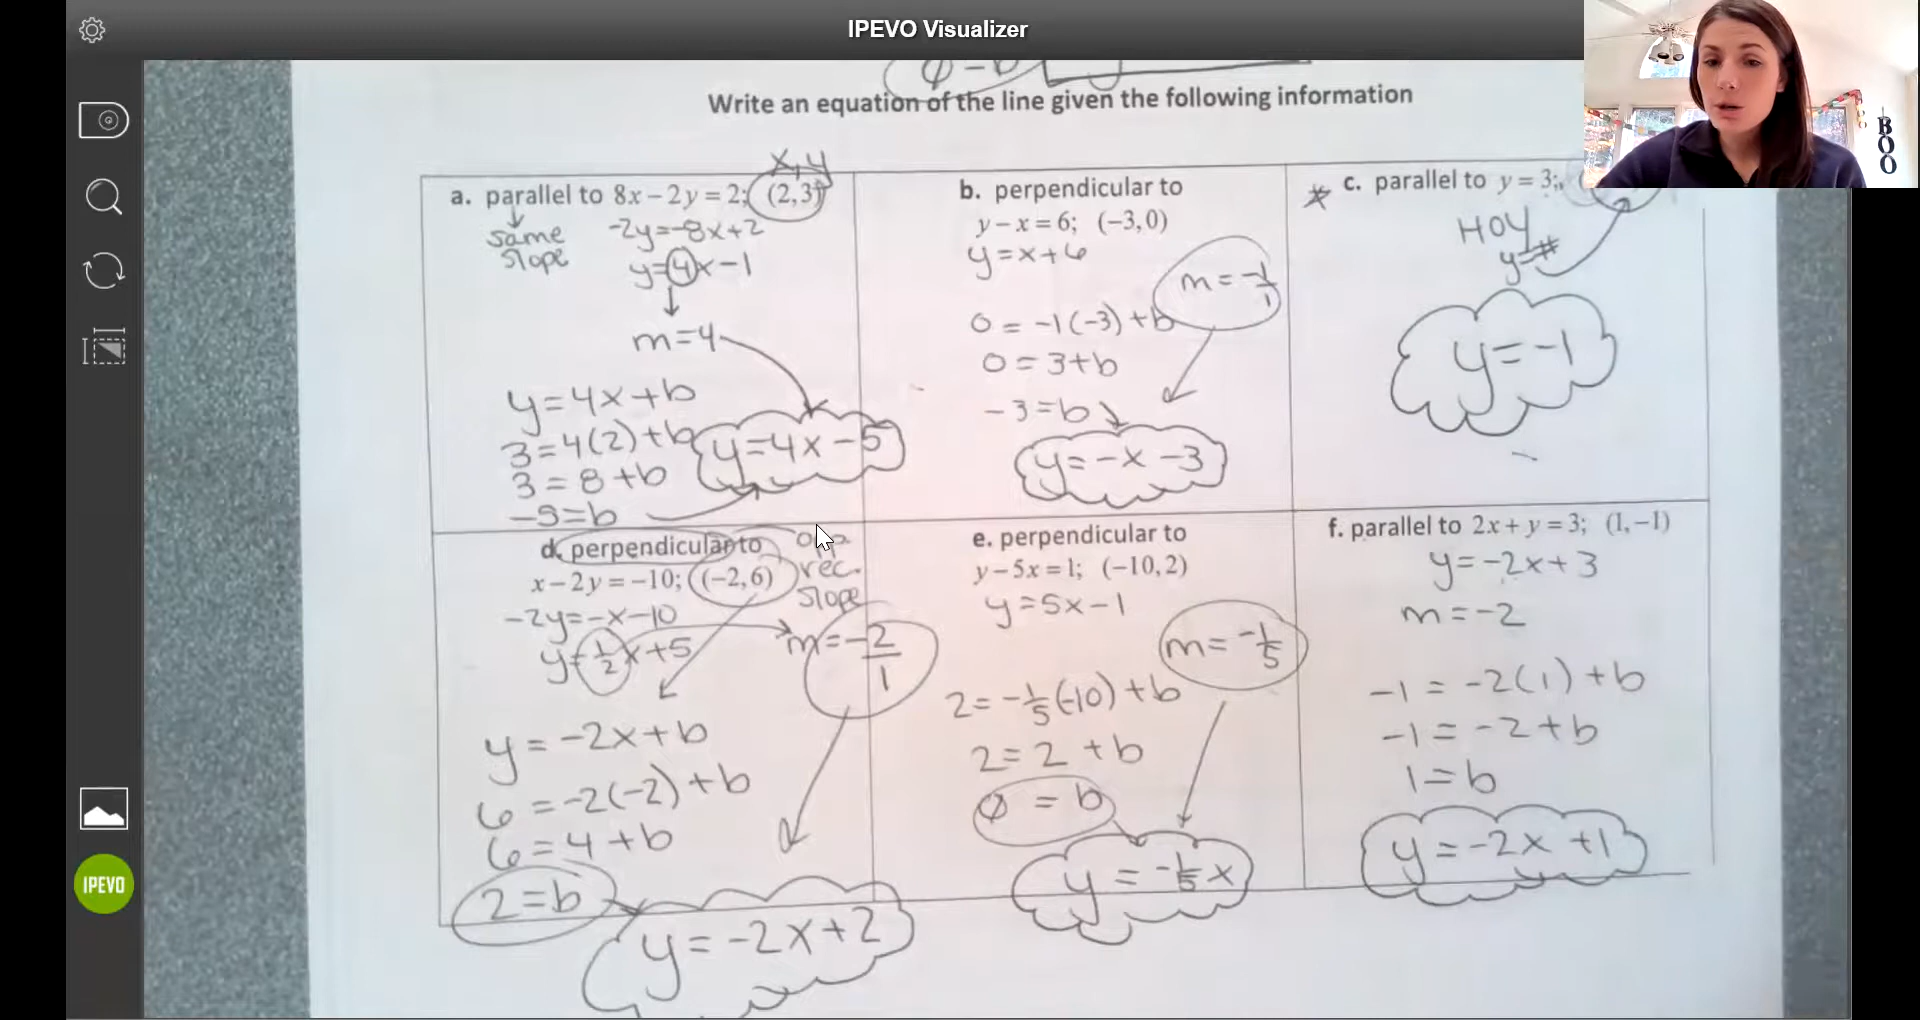 IPEVO Visualizer
Write an equation of the line given the following information
x, y
a. parallel to 8x – 2y = 2; (2,3)
same
slope
-2y=-8x+2
y=4x-1
m=4
y=4x+b
3=4(2)+b
3=8+b
-5=b
y=4x-5
b. perpendicular to
y – x = 6; (–3,0)
y=x+6
m=-1/1
0=-1(-3)+b
0=3+b
-3=b
y=-x-3
c. parallel to y = 3;
HOY
y=#
y=-1
d. perpendicular to
x – 2y = –10; (–2,6)
opp.
rec.
slope
-2y=-x-10
y=1/2x+5
m=-2/1
y=-2x+b
6=-2(-2)+b
6=4+b
2=b
y=-2x+2
e. perpendicular to
y – 5x = 1; (–10,2)
y=5x-1
m=-1/5
2=-1/5(-10)+b
2=2+b
0=b
y=-1/5x
f. parallel to 2x + y = 3; (1,–1)
y=-2x+3
m=-2
-1=-2(1)+b
-1=-2+b
1=b
y=-2x+1
IPEVO
BOO